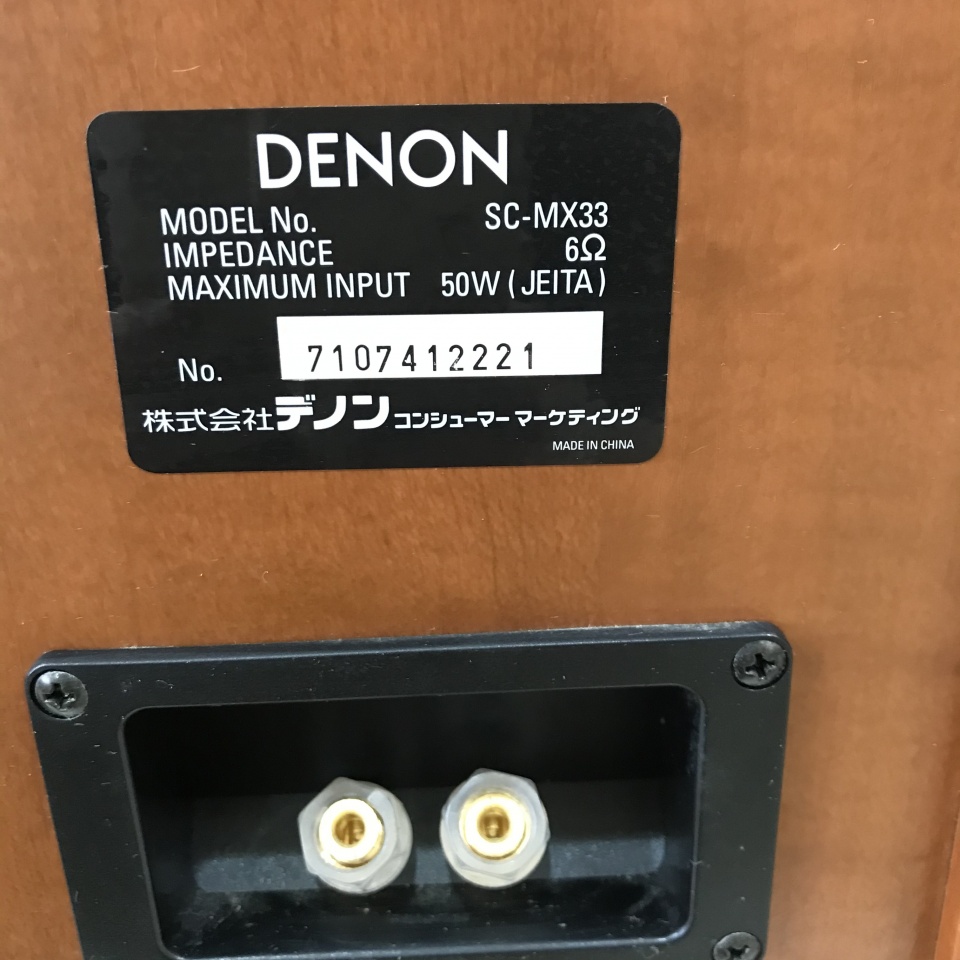 DENON
MODEL No. SC-MX33
IMPEDANCE 6Ω
MAXIMUM INPUT 50W (JEITA)
No. 7107412221
株式会社デノン コンシューマー マーケティング
MADE IN CHINA